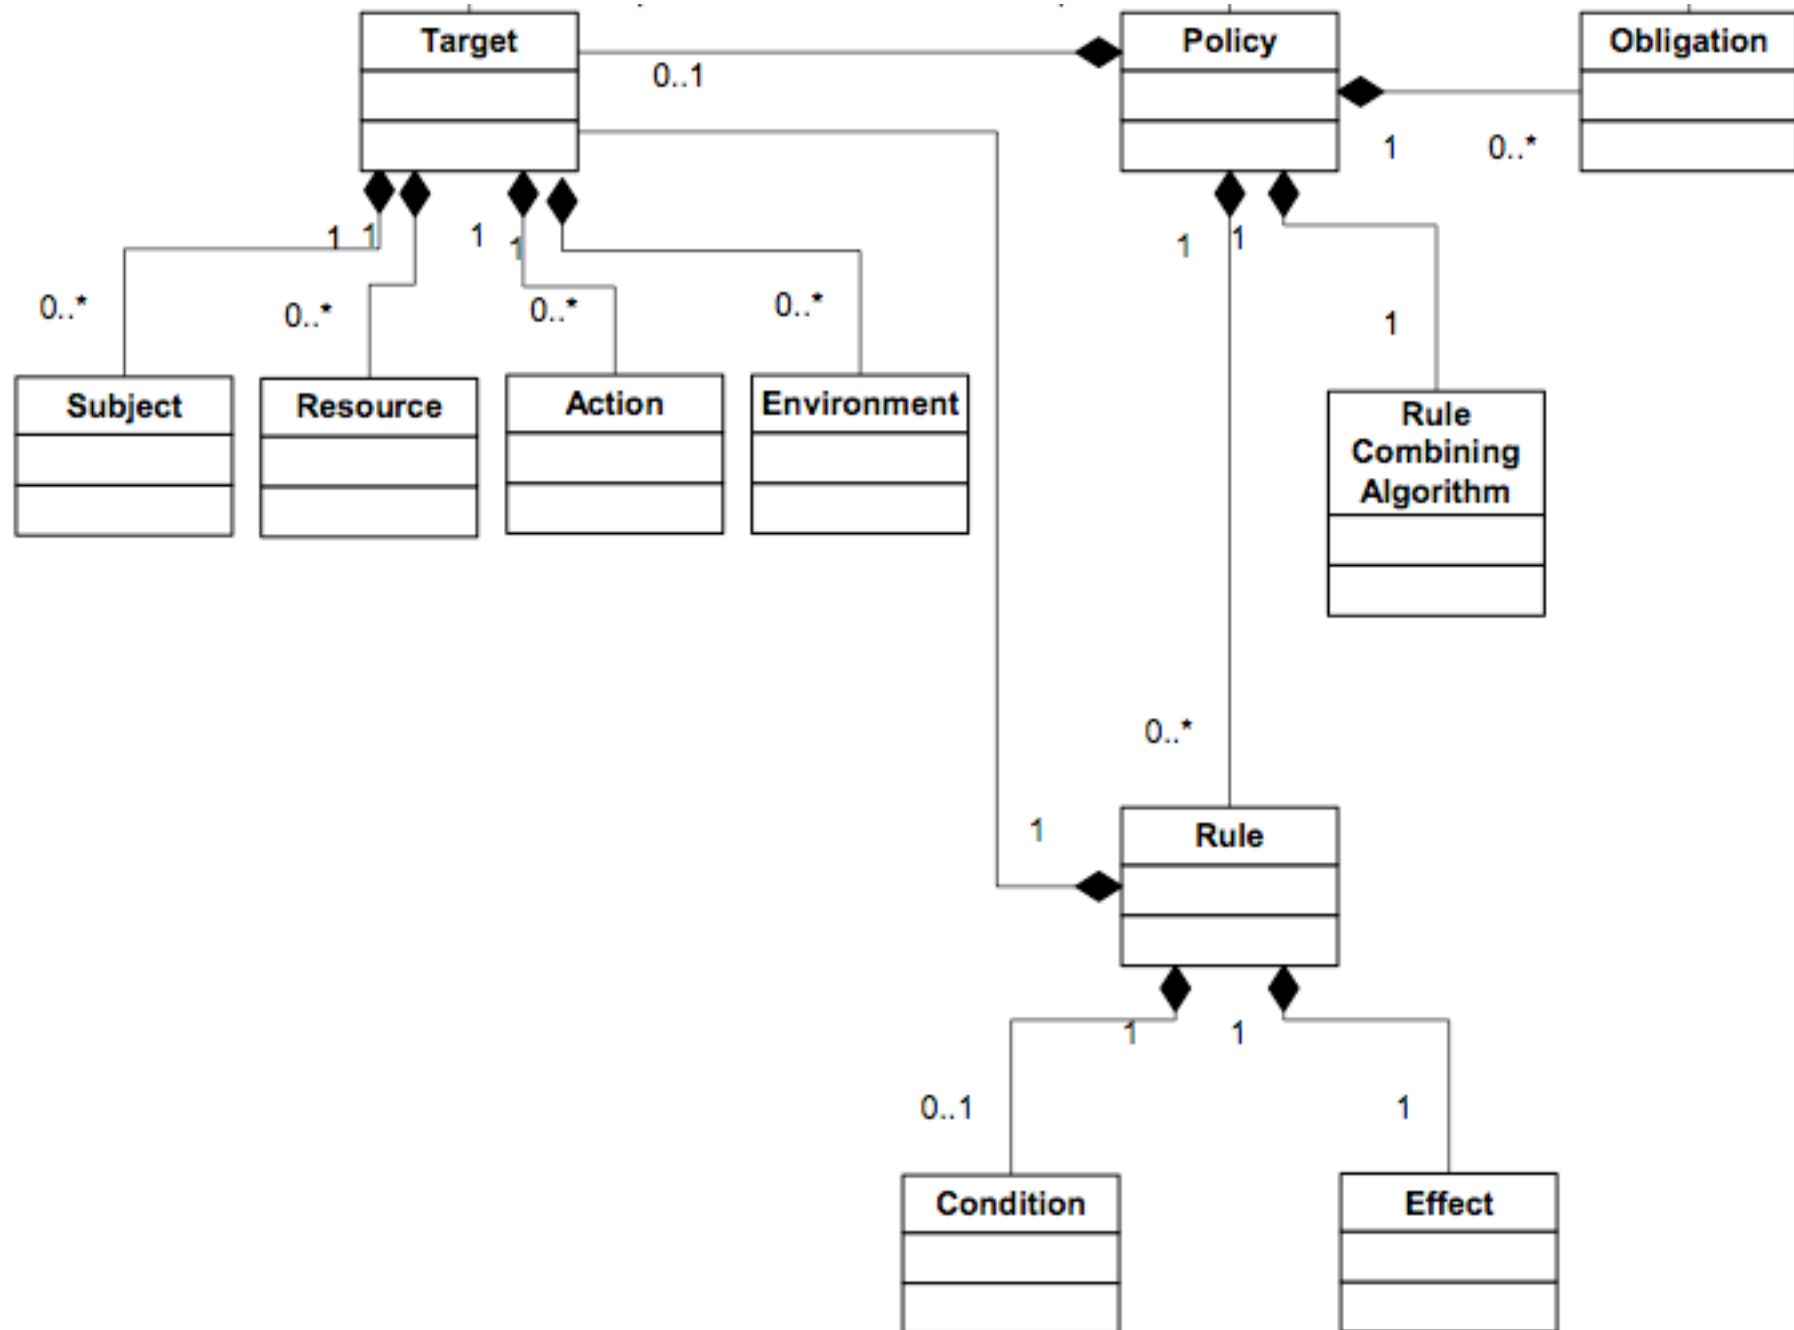 Target
Policy
Obligation
0..1
1
0..*
1
1
1
1
1
1
0..*
0..*
0..*
0..*
1
Subject
Resource
Action
Environment
Rule
Combining
Algorithm
0..*
1
Rule
1
1
0..1
1
Condition
Effect